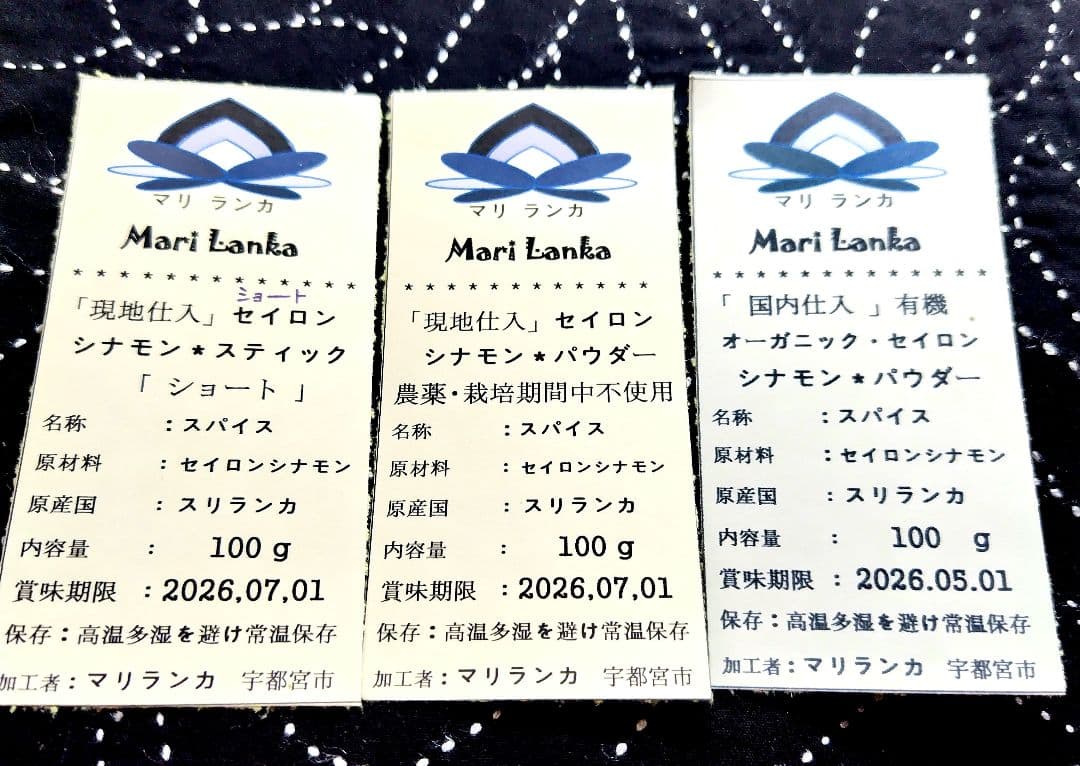 マリ ランカ
Mari Lanka
* * * * * * * * * * * * *
ショート
「現地仕入」セイロン
シナモン*スティック
「 ショート 」
名称 : スパイス
原材料 : セイロンシナモン
原産国 : スリランカ
内容量 : 100 g
賞味期限 : 2026,07,01
保存:高温多湿を避け常温保存
加工者:マリランカ 宇都宮市
マリ ランカ
Mari Lanka
* * * * * * * * * * * *
「現地仕入」セイロン
シナモン*パウダー
農薬・栽培期間中不使用
名称 : スパイス
原材料 : セイロンシナモン
原産国 : スリランカ
内容量 : 100 g
賞味期限 : 2026,07,01
保存:高温多湿を避け常温保存
加工者:マリランカ 宇都宮市
マリ ランカ
Mari Lanka
* * * * * * * * * * * * *
「 国内仕入 」有機
オーガニック・セイロン
シナモン*パウダー
名称 : スパイス
原材料 : セイロンシナモン
原産国 : スリランカ
内容量 : 100 g
賞味期限 : 2026.05.01
保存:高温多湿を避け常温保存
加工者:マリランカ 宇都宮市